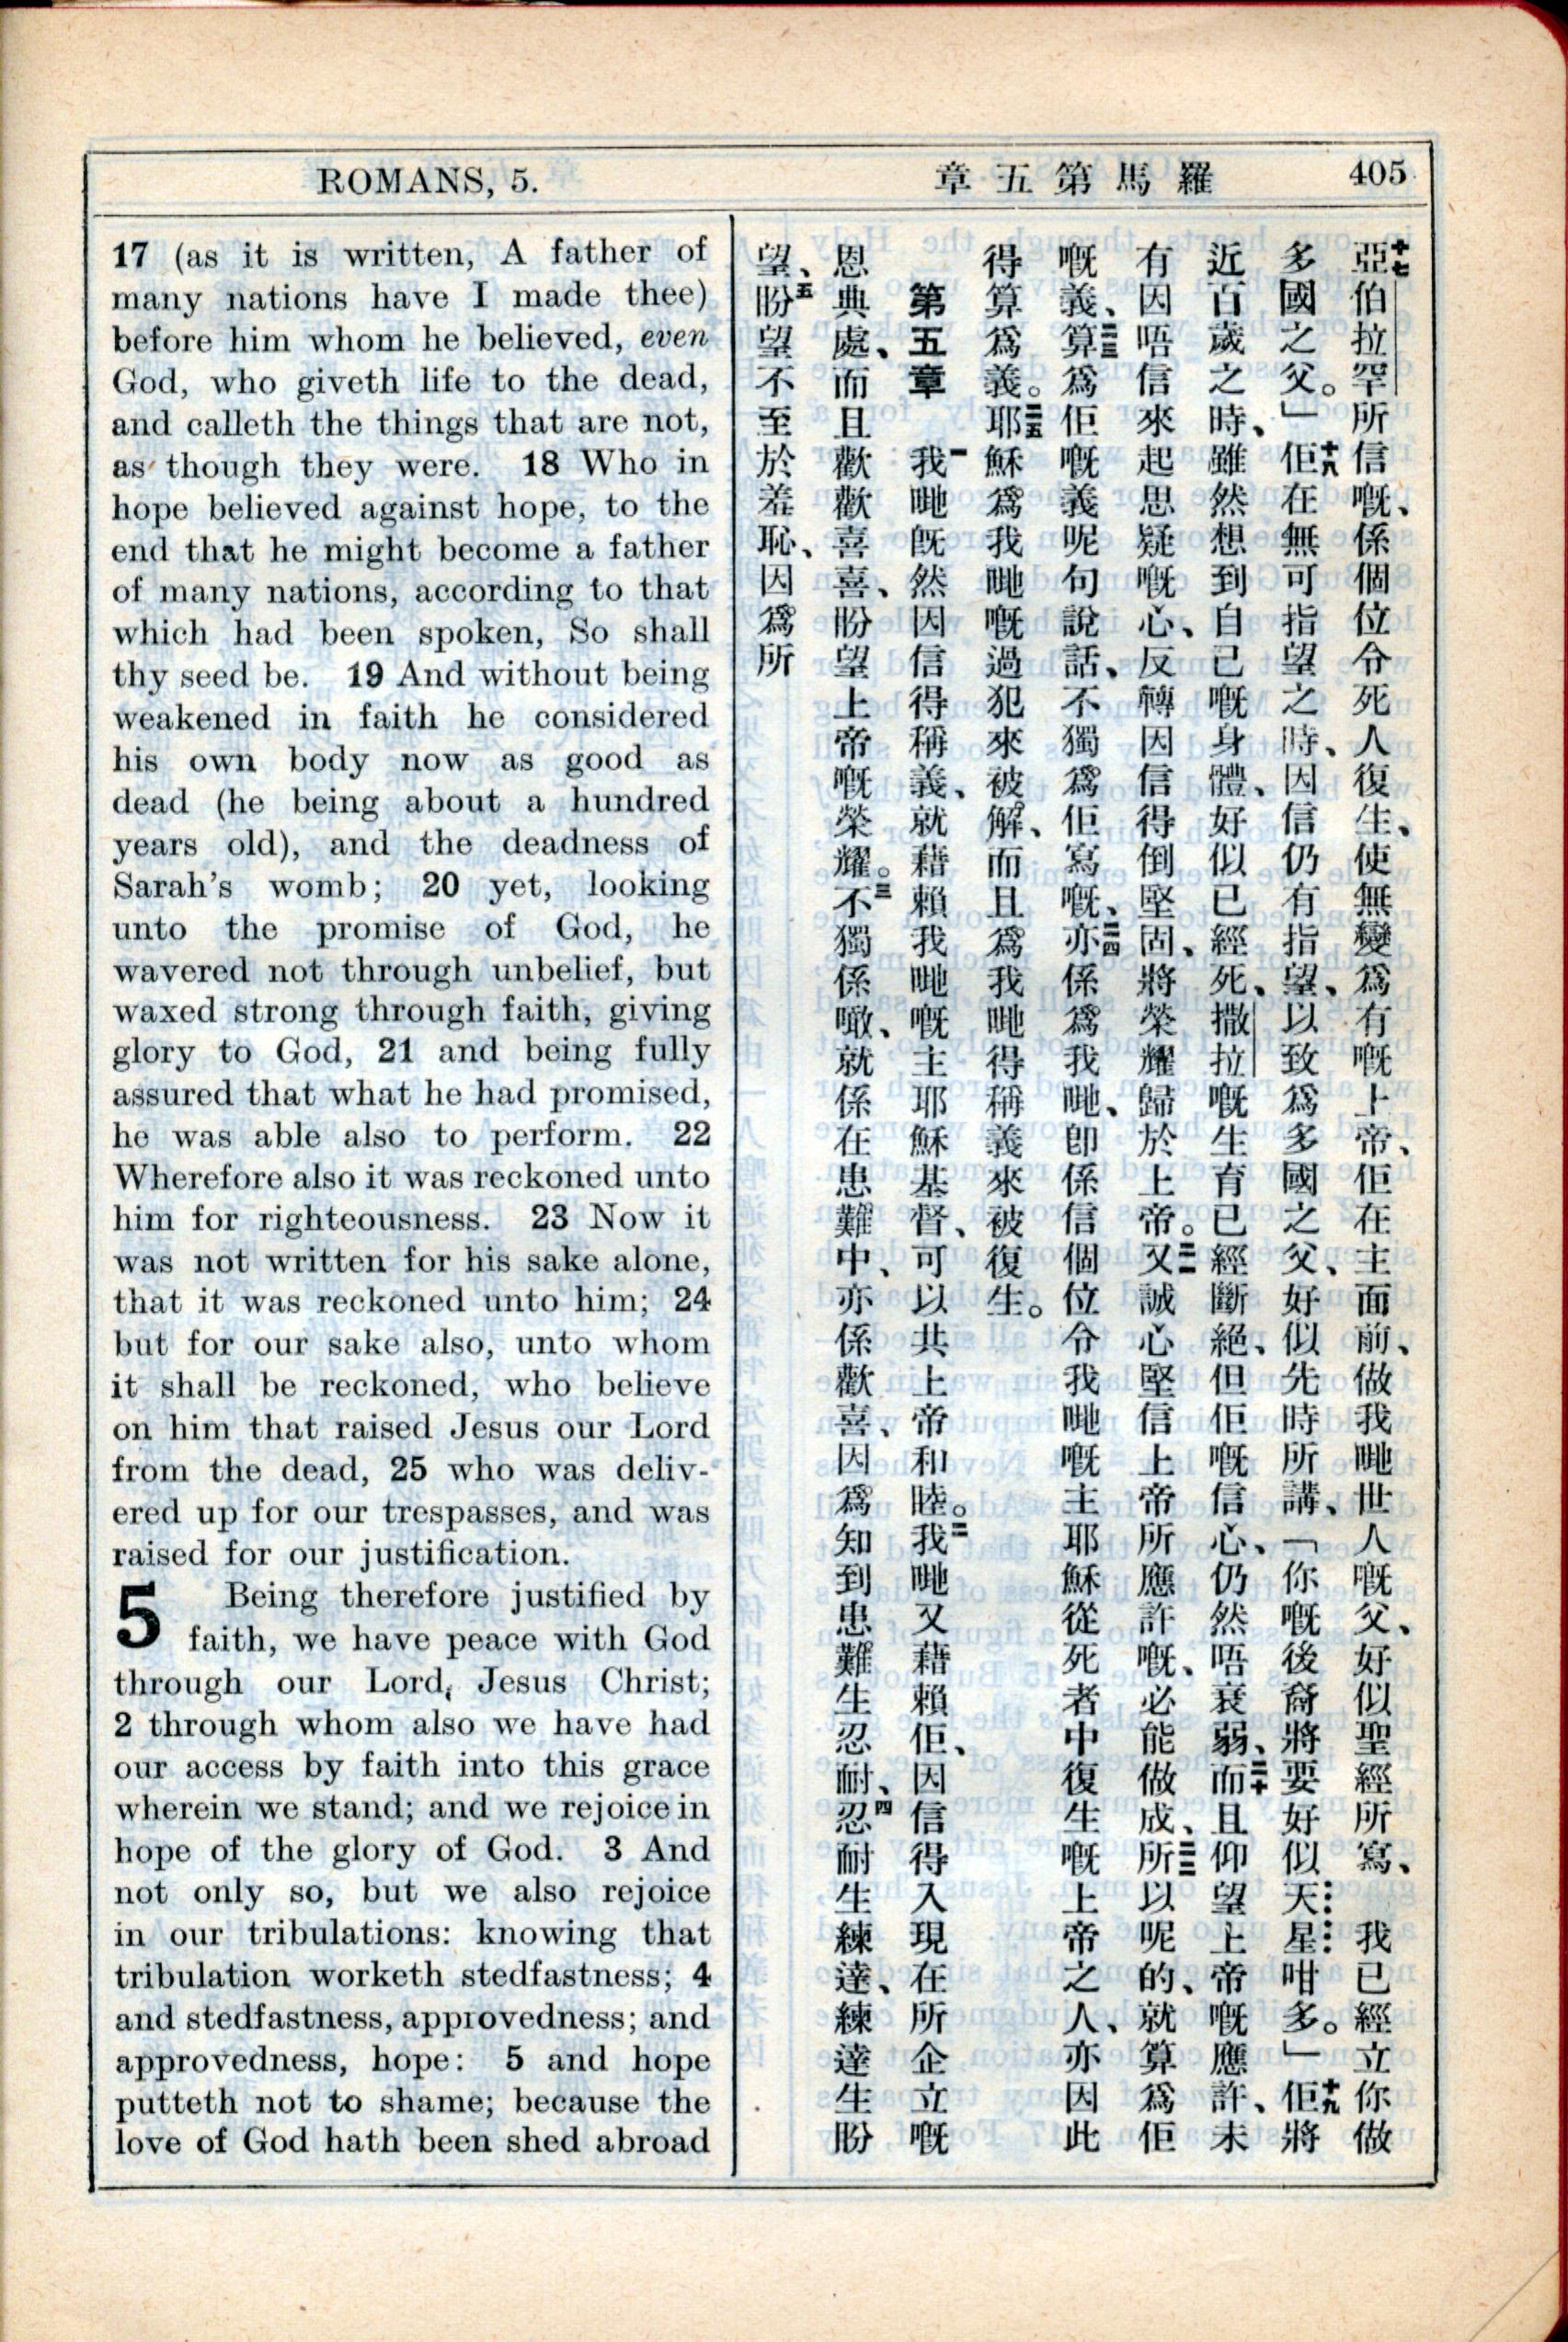 ROMANS, 5.
羅馬第五章
405
17 (as it is written, A father of
many nations have I made thee)
before him whom he believed, even
God, who giveth life to the dead,
and calleth the things that are not,
as though they were. 18 Who in
hope believed against hope, to the
end that he might become a father
of many nations, according to that
which had been spoken, So shall
thy seed be. 19 And without being
weakened in faith he considered
his own body now as good as
dead (he being about a hundred
years old), and the deadness of
Sarah's womb; 20 yet, looking
unto the promise of God, he
wavered not through unbelief, but
waxed strong through faith, giving
glory to God, 21 and being fully
assured that what he had promised,
he was able also to perform. 22
Wherefore also it was reckoned unto
him for righteousness. 23 Now it
was not written for his sake alone,
that it was reckoned unto him; 24
but for our sake also, unto whom
it shall be reckoned, who believe
on him that raised Jesus our Lord
from the dead, 25 who was deliv-
ered up for our trespasses, and was
raised for our justification.
5 Being therefore justified by
faith, we have peace with God
through our Lord, Jesus Christ;
2 through whom also we have had
our access by faith into this grace
wherein we stand; and we rejoice in
hope of the glory of God. 3 And
not only so, but we also rejoice
in our tribulations: knowing that
tribulation worketh stedfastness; 4
and stedfastness, approvedness; and
approvedness, hope: 5 and hope
putteth not to shame; because the
love of God hath been shed abroad
十七亞伯拉罕所信嘅、係個位令死人復生、使無變爲有嘅上帝、佢在主面前、做我哋世人嘅父、好似聖經所寫、我已經立你做
多國之父。」十八佢在無可指望之時、因信仍有指望、以致爲多國之父、好似先時所講、「你嘅後裔將要好似天星咁多。」十九佢將
近百歲之時、雖然想到自己嘅身體、好似已經死、撒拉嘅生育已經斷絕、但佢嘅信心、仍然唔衰弱、二十而且仰望上帝嘅應許、未
有因唔信來起思疑嘅心、反轉因信得倒堅固、將榮耀歸於上帝。二一又誠心堅信上帝所應許嘅、必能做成、二二所以呢的、就算爲佢
嘅義、二三算爲佢嘅義呢句說話、不獨爲佢寫嘅、二四亦係爲我哋、即係信個位令我哋嘅主耶穌從死者中復生嘅上帝之人、亦因此
得算爲義。二五耶穌爲我哋嘅過犯來被解、而且爲我哋得稱義來被復生。
第五章 一我哋既然因信得稱義、就藉賴我哋嘅主耶穌基督、可以共上帝和睦。二我哋又藉賴佢、因信得入現在所企立嘅
恩典處、而且歡歡喜喜、盼望上帝嘅榮耀。三不獨係噉、就係在患難中、亦係歡喜、因爲知到患難生忍耐、四忍耐生練達、練達生盼
望、五盼望不至於羞恥、因爲所